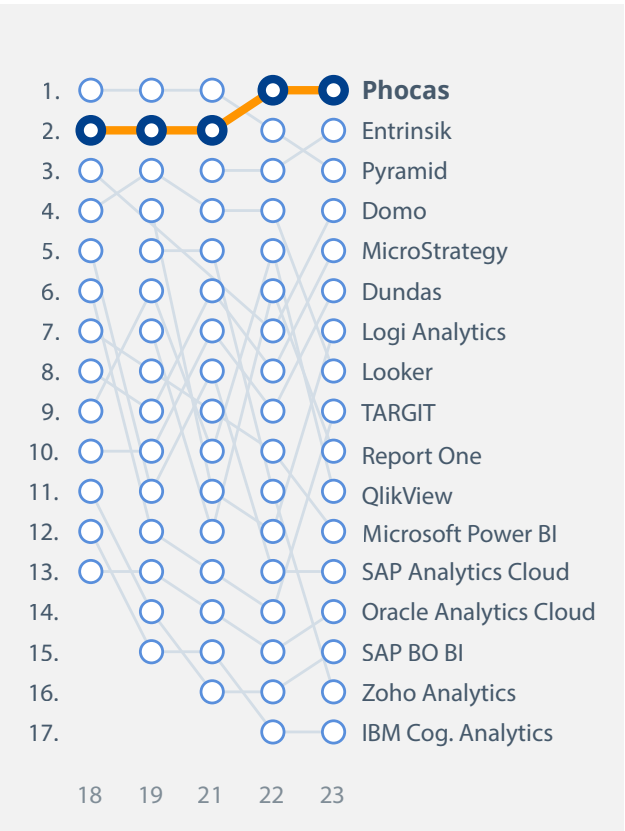 1. Phocas
2. Entrinsik
3. Pyramid
4. Domo
5. MicroStrategy
6. Dundas
7. Logi Analytics
8. Looker
9. TARGIT
10. Report One
11. QlikView
12. Microsoft Power BI
13. SAP Analytics Cloud
14. Oracle Analytics Cloud
15. SAP BO BI
16. Zoho Analytics
17. IBM Cog. Analytics
18 19 21 22 23